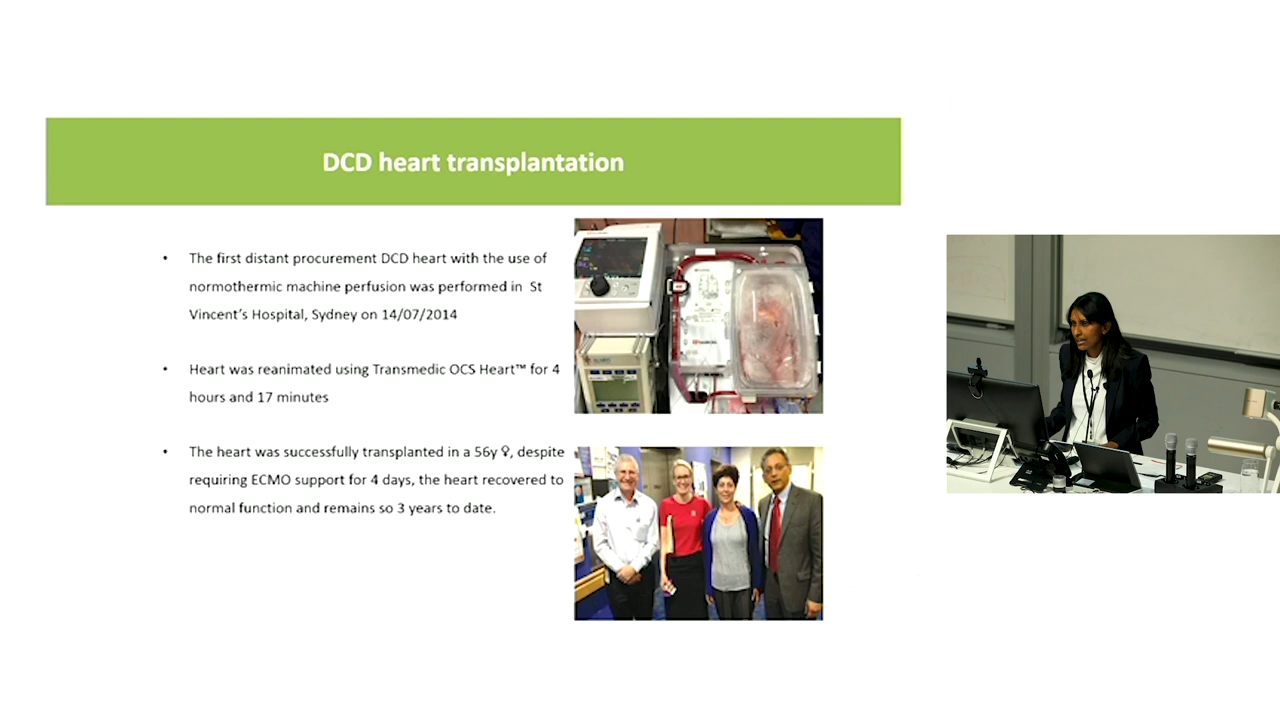 DCD heart transplantation
• The first distant procurement DCD heart with the use of
normothermic machine perfusion was performed in St
Vincent's Hospital, Sydney on 14/07/2014
• Heart was reanimated using Transmedic OCS Heart™ for 4
hours and 17 minutes
• The heart was successfully transplanted in a 56y ♀, despite
requiring ECMO support for 4 days, the heart recovered to
normal function and remains so 3 years to date.